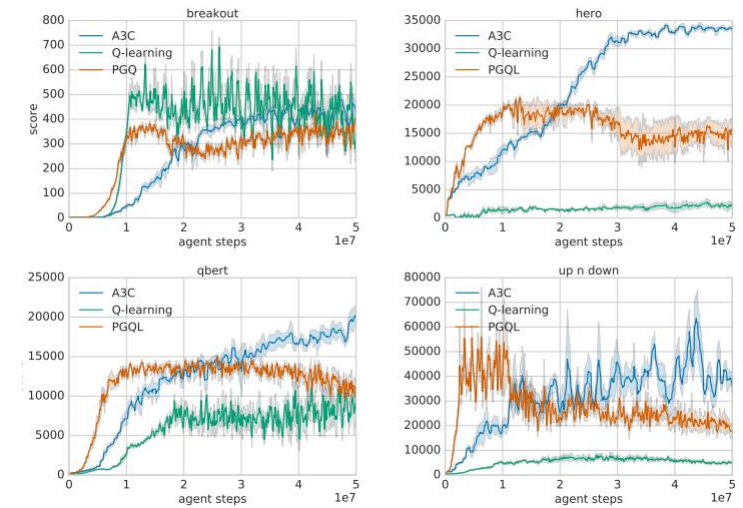 breakout
800
700
600
500
400
300
200
100
0
score
A3C
Q-learning
PGQ
0 1 2 3 4 5
agent steps 1e7
hero
35000
30000
25000
20000
15000
10000
5000
0
A3C
Q-learning
PGQL
0 1 2 3 4 5
agent steps 1e7
qbert
25000
20000
15000
10000
5000
0
A3C
Q-learning
PGQL
0 1 2 3 4 5
agent steps 1e7
up n down
80000
70000
60000
50000
40000
30000
20000
10000
0
A3C
Q-learning
PGQL
0 1 2 3 4 5
agent steps 1e7